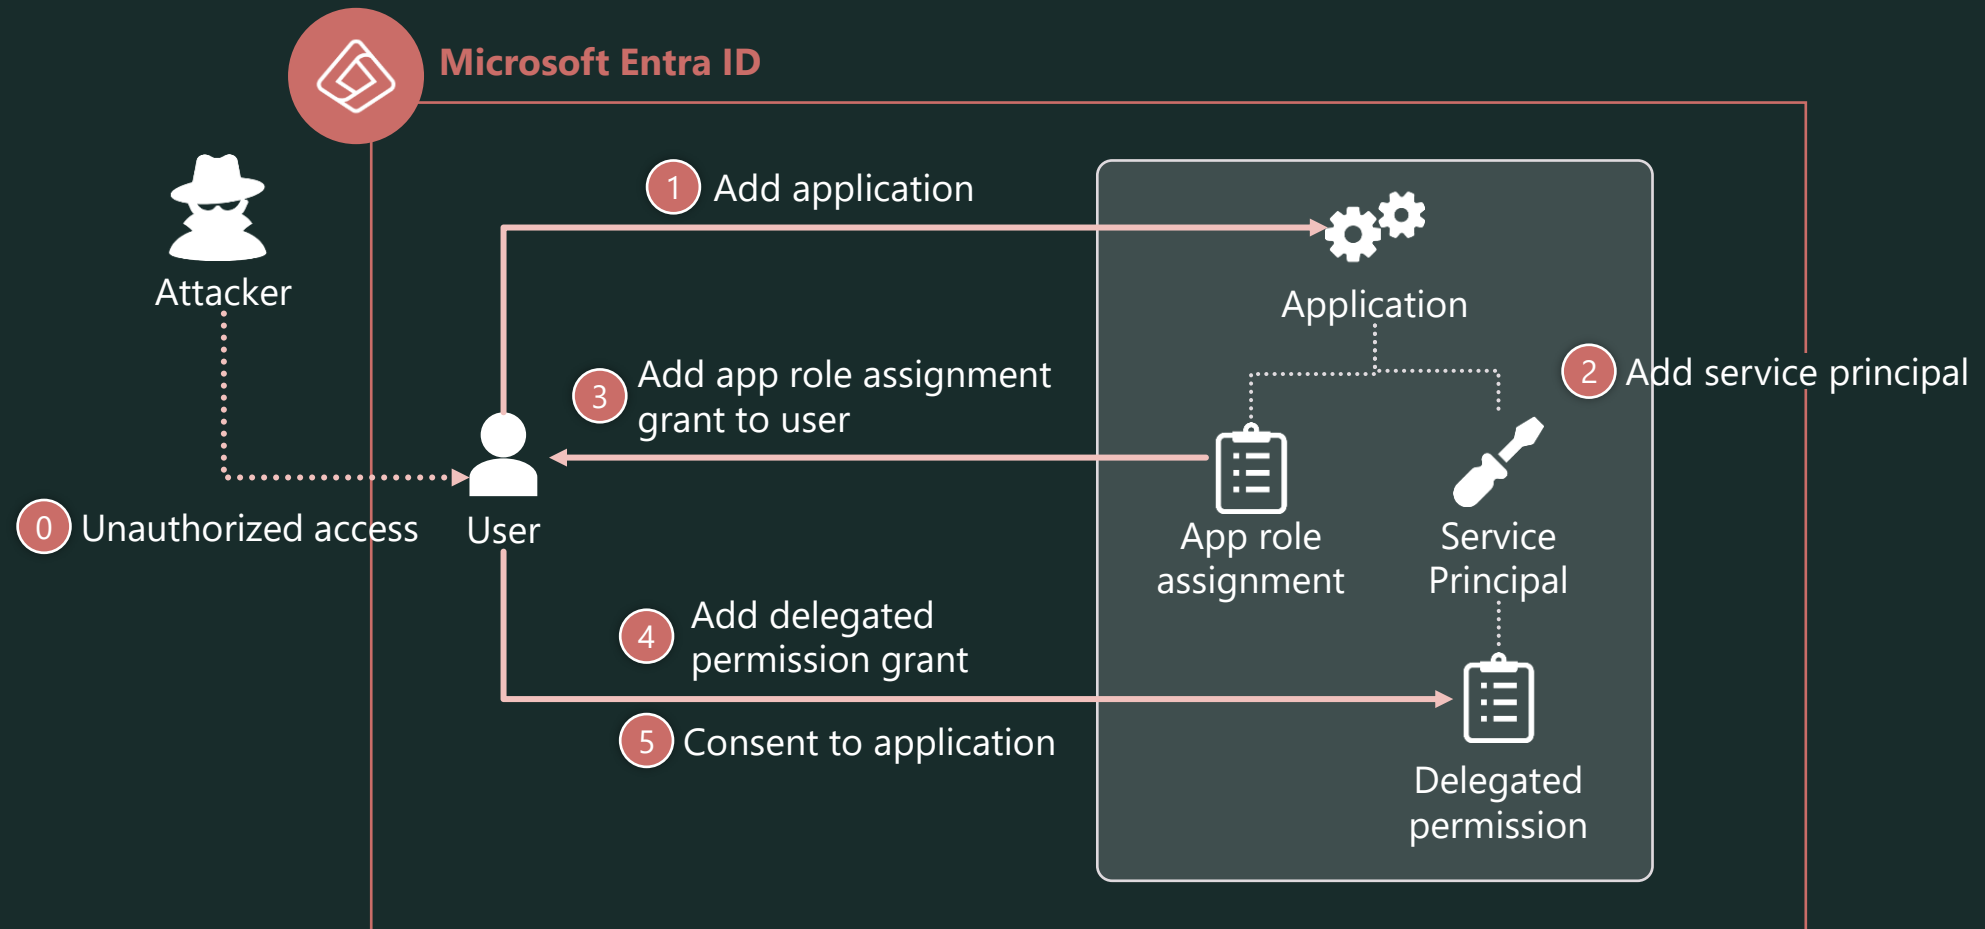 Microsoft Entra ID
Attacker
1 Add application
Application
2 Add service principal
3 Add app role assignment
grant to user
0 Unauthorized access
User
App role
assignment
Service
Principal
4 Add delegated
permission grant
5 Consent to application
Delegated
permission